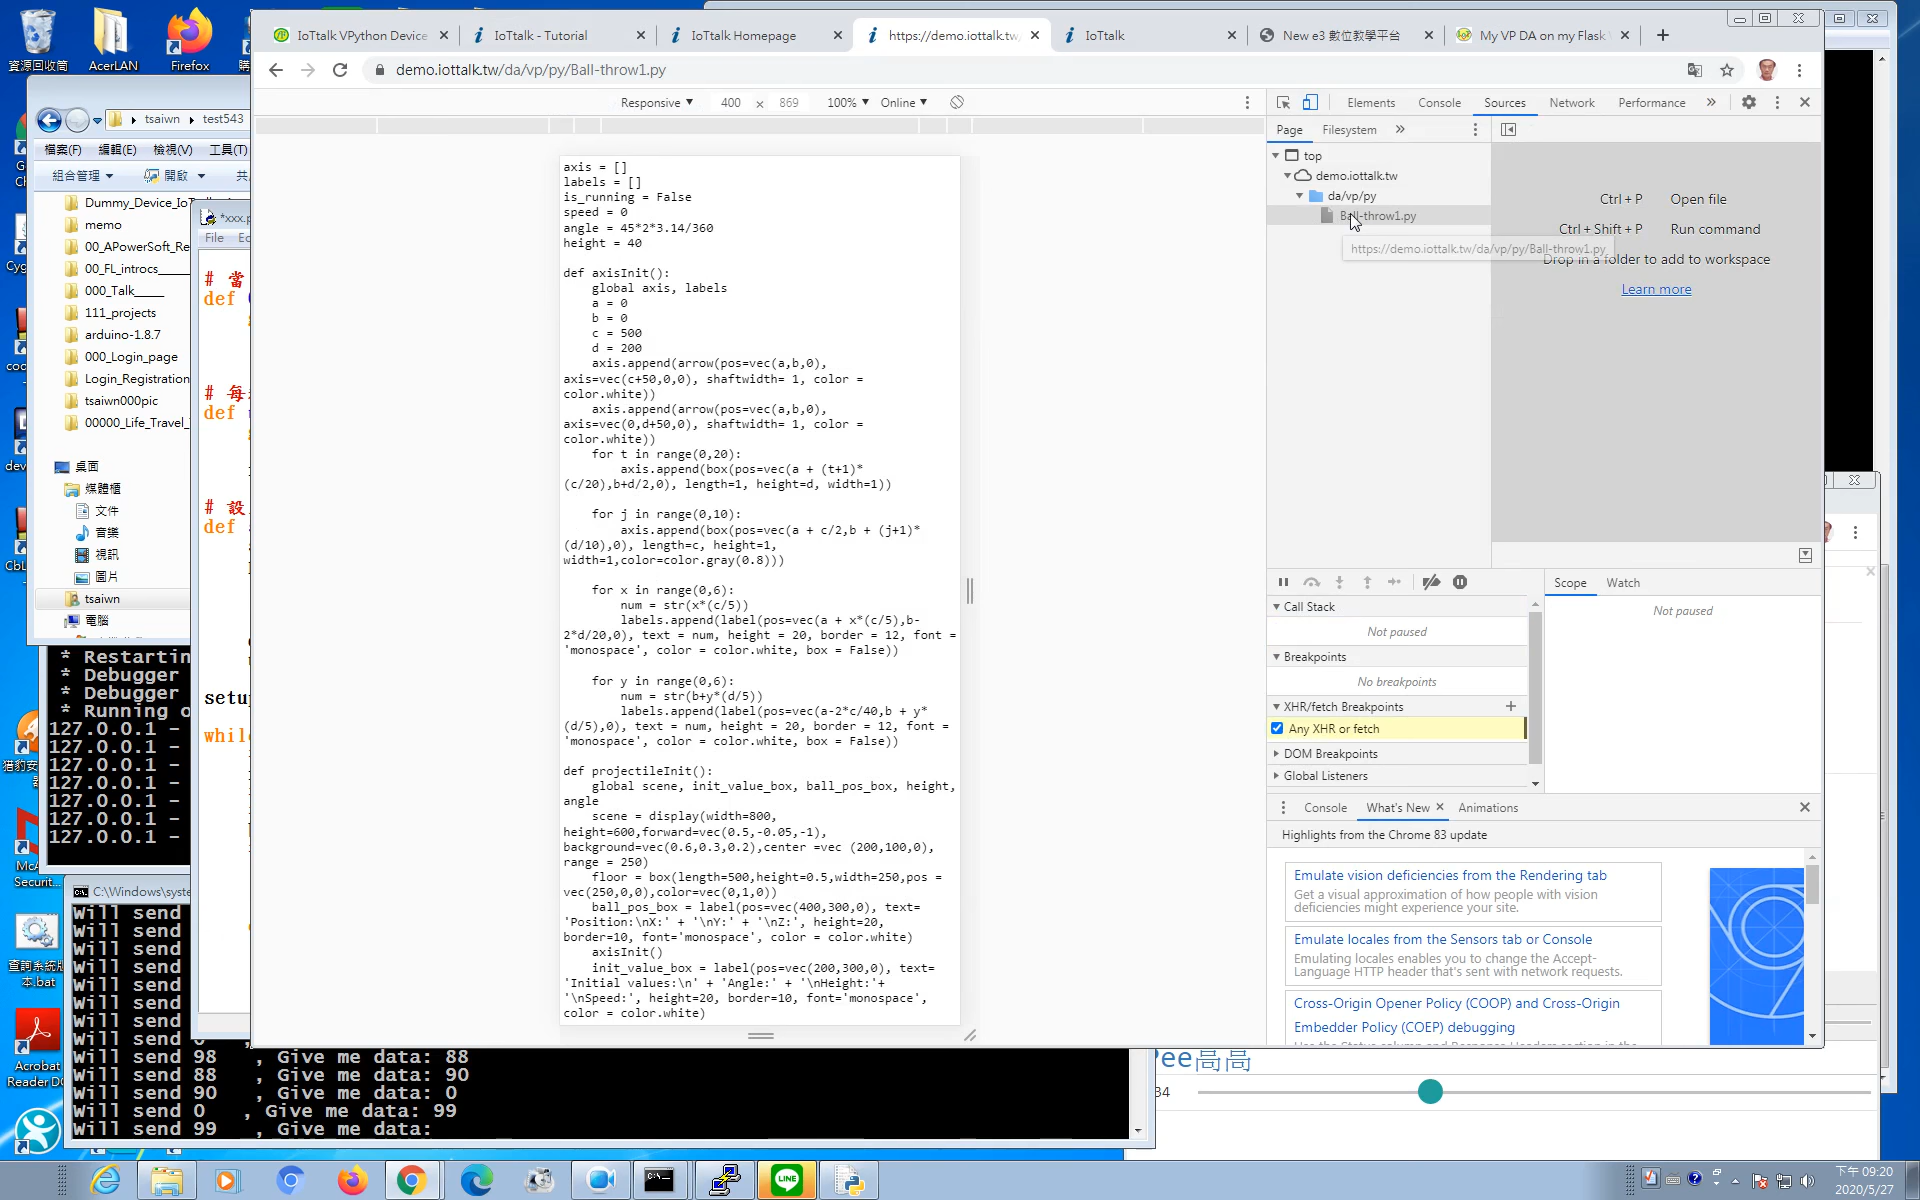 資源回收筒
AcerLAN
Firefox
購
IoTtalk VPython Device
IoTtalk - Tutorial
IoTtalk Homepage
https://demo.iottalk.tw
IoTtalk
New e3 數位教學平台
My VP DA on my Flask
demo.iottalk.tw/da/vp/py/Ball-throw1.py
Responsive ▼ 400 x 869 100% ▼ Online ▼
Elements Console Sources Network Performance »
Page Filesystem »
top
demo.iottalk.tw
da/vp/py
Ball-throw1.py
https://demo.iottalk.tw/da/vp/py/Ball-throw1.py
Ctrl + P Open file
Ctrl + Shift + P Run command
Drop in a folder to add to workspace
Learn more
tsaiwn test543
檔案(F) 編輯(E) 檢視(V) 工具(T)
組合管理 ▼ 開啟 ▼ 共
Dummy_Device_IoT
memo
00_APowerSoft_Re
00_FL_introcs____
000_Talk_____
111_projects
arduino-1.8.7
000_Login_page
Login_Registration
tsaiwn000pic
00000_Life_Travel_
桌面
媒體櫃
文件
音樂
視訊
圖片
tsaiwn
電腦
*xxx.p
File Ed
# 當
def
# 每
def
# 設
def
setup
while
axis = []
labels = []
is_running = False
speed = 0
angle = 45*2*3.14/360
height = 40
def axisInit():
global axis, labels
a = 0
b = 0
c = 500
d = 200
axis.append(arrow(pos=vec(a,b,0),
axis=vec(c+50,0,0), shaftwidth= 1, color =
color.white))
axis.append(arrow(pos=vec(a,b,0),
axis=vec(0,d+50,0), shaftwidth= 1, color =
color.white))
for t in range(0,20):
axis.append(box(pos=vec(a + (t+1)*
(c/20),b+d/2,0), length=1, height=d, width=1))
for j in range(0,10):
axis.append(box(pos=vec(a + c/2,b + (j+1)*
(d/10),0), length=c, height=1,
width=1,color=color.gray(0.8)))
for x in range(0,6):
num = str(x*(c/5))
labels.append(label(pos=vec(a + x*(c/5),b-
2*d/20,0), text = num, height = 20, border = 12, font =
'monospace', color = color.white, box = False))
for y in range(0,6):
num = str(b+y*(d/5))
labels.append(label(pos=vec(a-2*c/40,b + y*
(d/5),0), text = num, height = 20, border = 12, font =
'monospace', color = color.white, box = False))
def projectileInit():
global scene, init_value_box, ball_pos_box, height,
angle
scene = display(width=800,
height=600,forward=vec(0.5,-0.05,-1),
background=vec(0.6,0.3,0.2),center =vec (200,100,0),
range = 250)
floor = box(length=500,height=0.5,width=250,pos =
vec(250,0,0),color=vec(0,1,0))
ball_pos_box = label(pos=vec(400,300,0), text=
'Position:\nX:' + '\nY:' + '\nZ:', height=20,
border=10, font='monospace', color = color.white)
axisInit()
init_value_box = label(pos=vec(200,300,0), text=
'Initial values:\n' + 'Angle:' + '\nHeight:'+
'\nSpeed:', height=20, border=10, font='monospace',
color = color.white)
Scope Watch
Not paused
Call Stack
Not paused
Breakpoints
No breakpoints
XHR/fetch Breakpoints +
Any XHR or fetch
DOM Breakpoints
Global Listeners
Console What's New Animations
Highlights from the Chrome 83 update
Emulate vision deficiencies from the Rendering tab
Get a visual approximation of how people with vision
deficiencies might experience your site.
Emulate locales from the Sensors tab or Console
Emulating locales enables you to change the Accept-
Language HTTP header that's sent with network requests.
Cross-Origin Opener Policy (COOP) and Cross-Origin
Embedder Policy (COEP) debugging
* Restartin
* Debugger
* Debugger
* Running o
127.0.0.1 -
127.0.0.1 -
127.0.0.1 -
127.0.0.1 -
127.0.0.1 -
127.0.0.1 -
127.0.0.1 -
C:\Windows\syste
Will send
Will send
Will send
Will send
Will send
Will send
Will send
Will send 0
Will send 98 , Give me data: 88
Will send 88 , Give me data: 90
Will send 90 , Give me data: 0
Will send 0 , Give me data: 99
Will send 99 , Give me data:
McA
Securit...
查詢系統版
本.bat
Acrobat
Reader DC
Pee高高
34
LINE
下午 09:20
2020/5/27